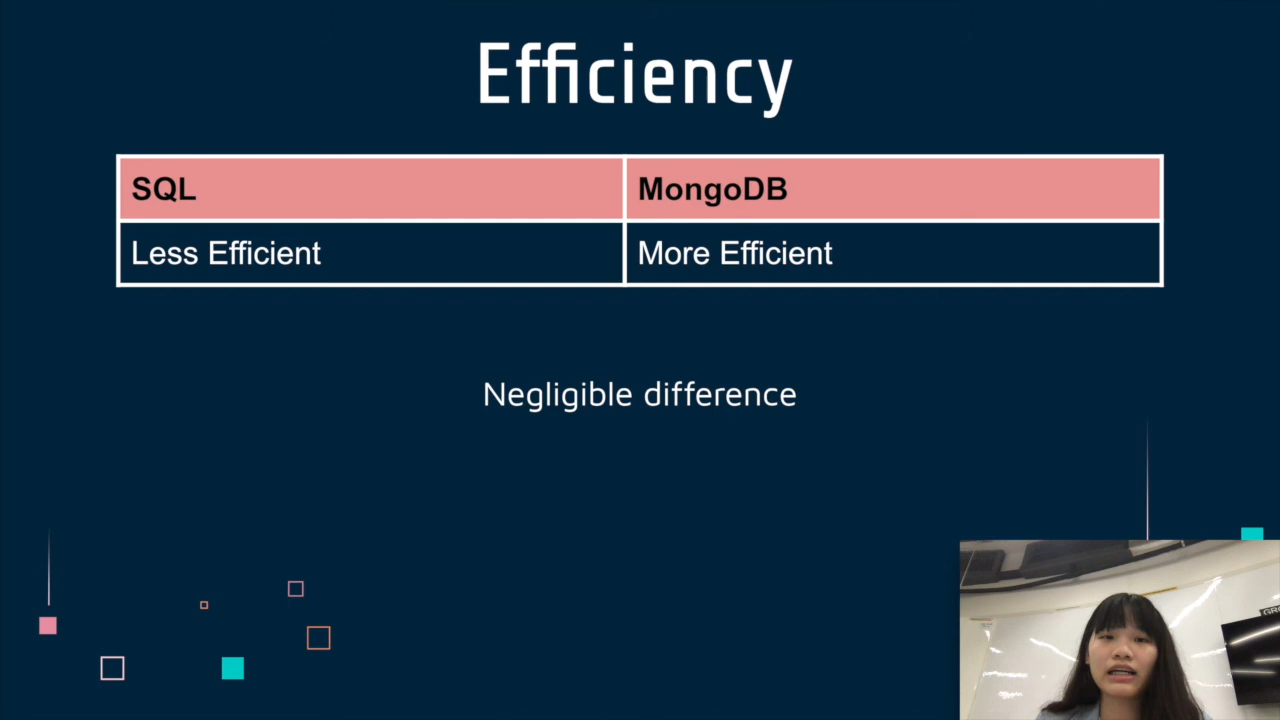 Efficiency
SQL
MongoDB
Less Efficient
More Efficient
Negligible difference